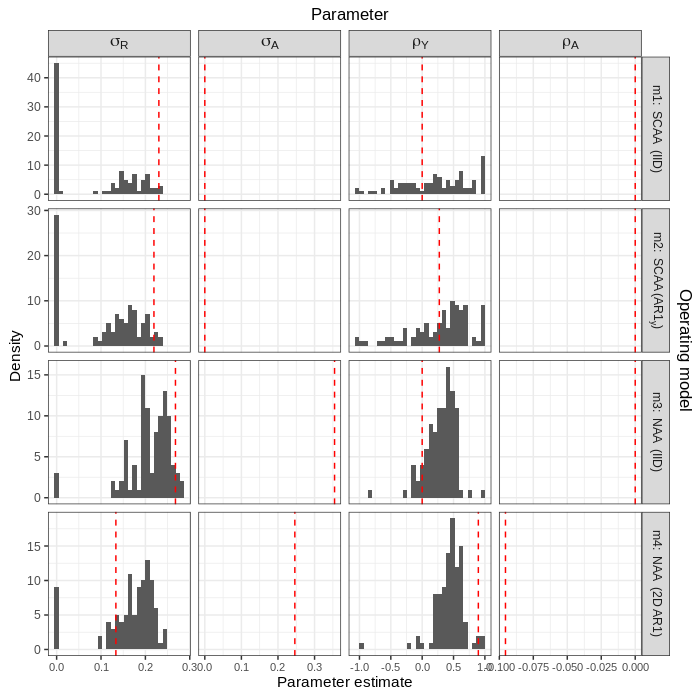 Parameter
σR σA ρY ρA
40
30
20
10
0
m1: SCAA (IID)
30
20
10
0
m2: SCAA (AR1y)
15
10
5
0
m3: NAA (IID)
15
10
5
0
m4: NAA (2D AR1)
Density
Operating model
0.0 0.1 0.2 0.3 0.0 0.1 0.2 0.3 -1.0 -0.5 0.0 0.5 1.0 -0.100 -0.075 -0.050 -0.025 0.000
Parameter estimate